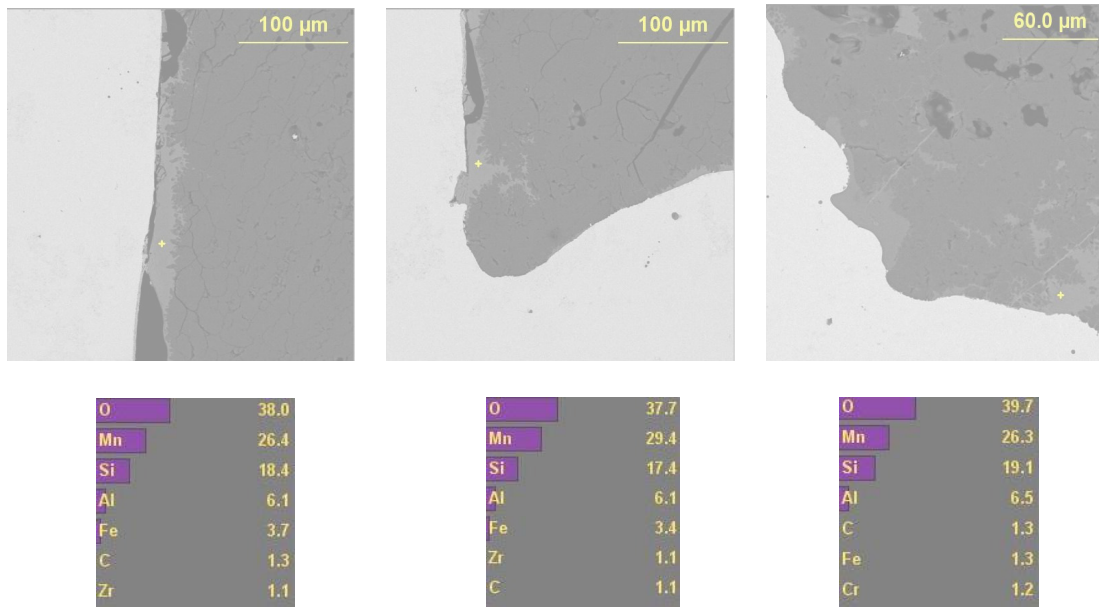 100 µm
100 µm
60.0 µm
O 38.0
Mn 26.4
Si 18.4
Al 6.1
Fe 3.7
C 1.3
Zr 1.1
O 37.7
Mn 29.4
Si 17.4
Al 6.1
Fe 3.4
Zr 1.1
C 1.1
O 39.7
Mn 26.3
Si 19.1
Al 6.5
C 1.3
Fe 1.3
Cr 1.2